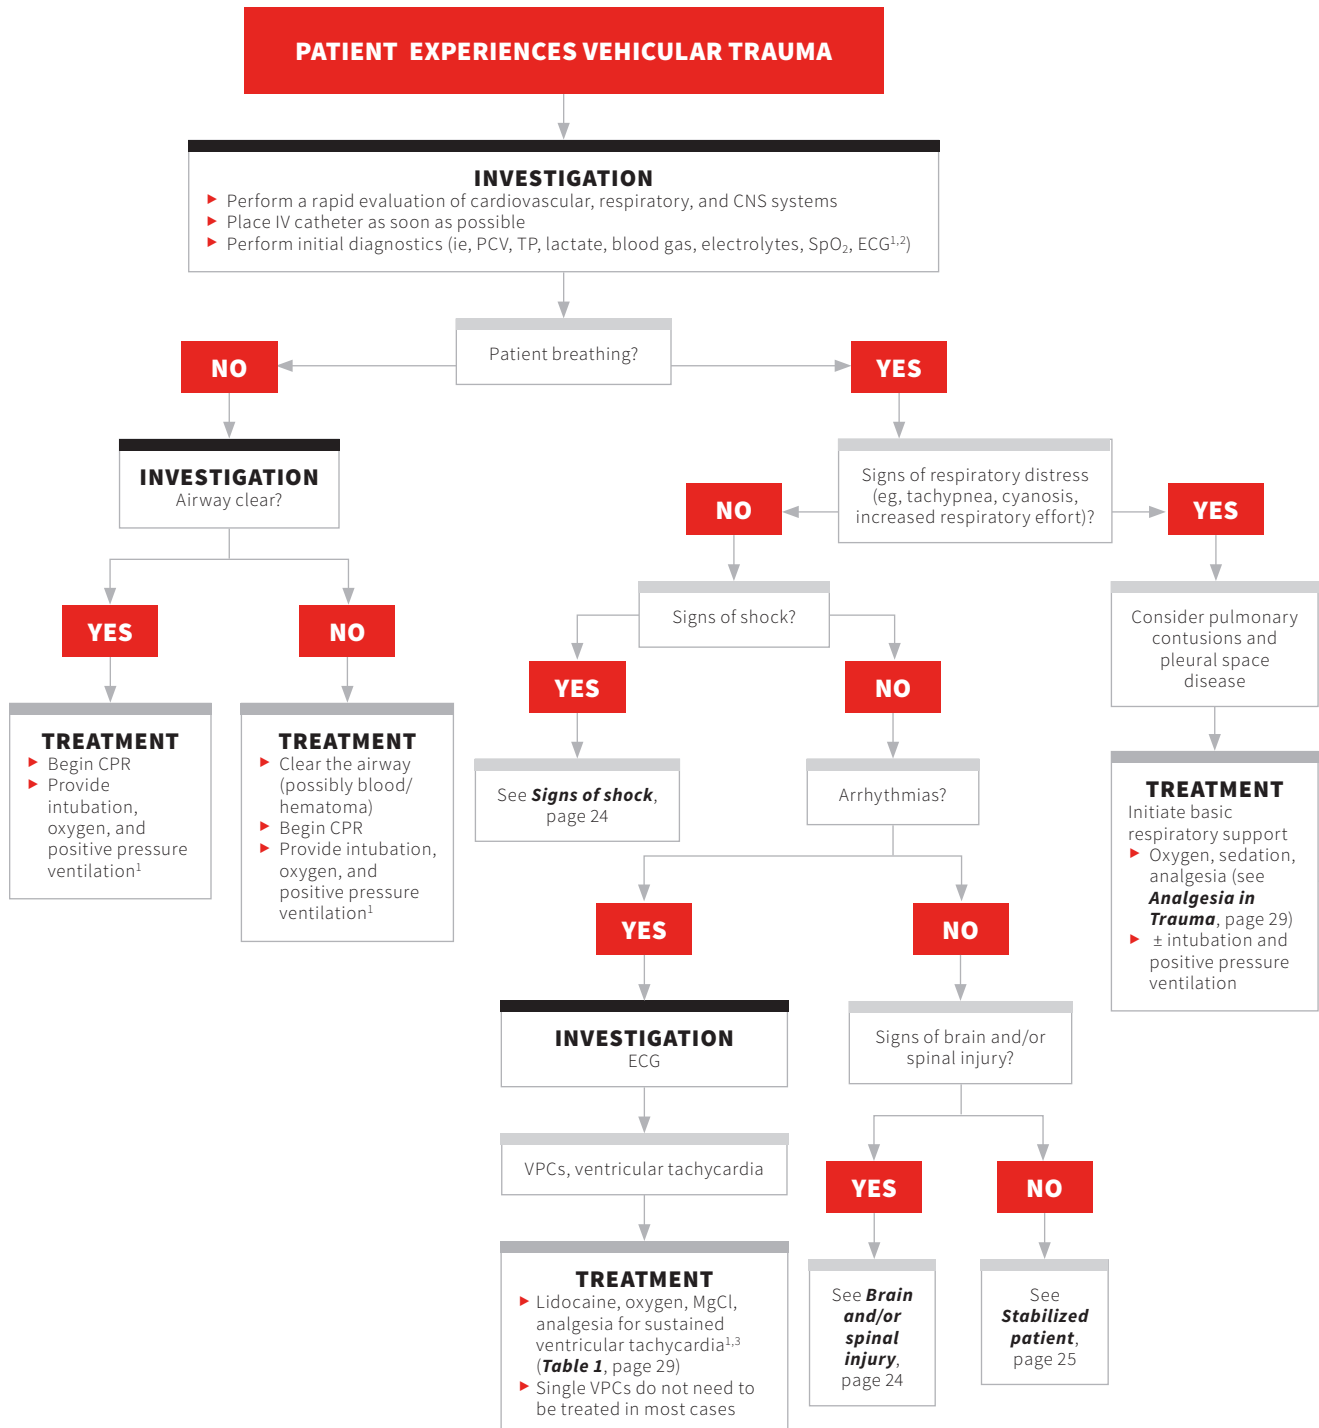 PATIENT EXPERIENCES VEHICULAR TRAUMA
INVESTIGATION
▶ Perform a rapid evaluation of cardiovascular, respiratory, and CNS systems
▶ Place IV catheter as soon as possible
▶ Perform initial diagnostics (ie, PCV, TP, lactate, blood gas, electrolytes, SpO₂, ECG¹,²)
Patient breathing?
NO
YES
INVESTIGATION
Airway clear?
YES
NO
TREATMENT
▶ Begin CPR
▶ Provide
intubation,
oxygen, and
positive pressure
ventilation¹
TREATMENT
▶ Clear the airway
(possibly blood/
hematoma)
▶ Begin CPR
▶ Provide intubation,
oxygen, and
positive pressure
ventilation¹
Signs of respiratory distress
(eg, tachypnea, cyanosis,
increased respiratory effort)?
NO
YES
Signs of shock?
YES
NO
See Signs of shock,
page 24
Arrhythmias?
YES
NO
INVESTIGATION
ECG
VPCs, ventricular tachycardia
TREATMENT
▶ Lidocaine, oxygen, MgCl,
analgesia for sustained
ventricular tachycardia¹,³
(Table 1, page 29)
▶ Single VPCs do not need to
be treated in most cases
Signs of brain and/or
spinal injury?
YES
NO
See Brain
and/or
spinal
injury,
page 24
See
Stabilized
patient,
page 25
Consider pulmonary
contusions and
pleural space
disease
TREATMENT
Initiate basic
respiratory support
▶ Oxygen, sedation,
analgesia (see
Analgesia in
Trauma, page 29)
▶ ± intubation and
positive pressure
ventilation